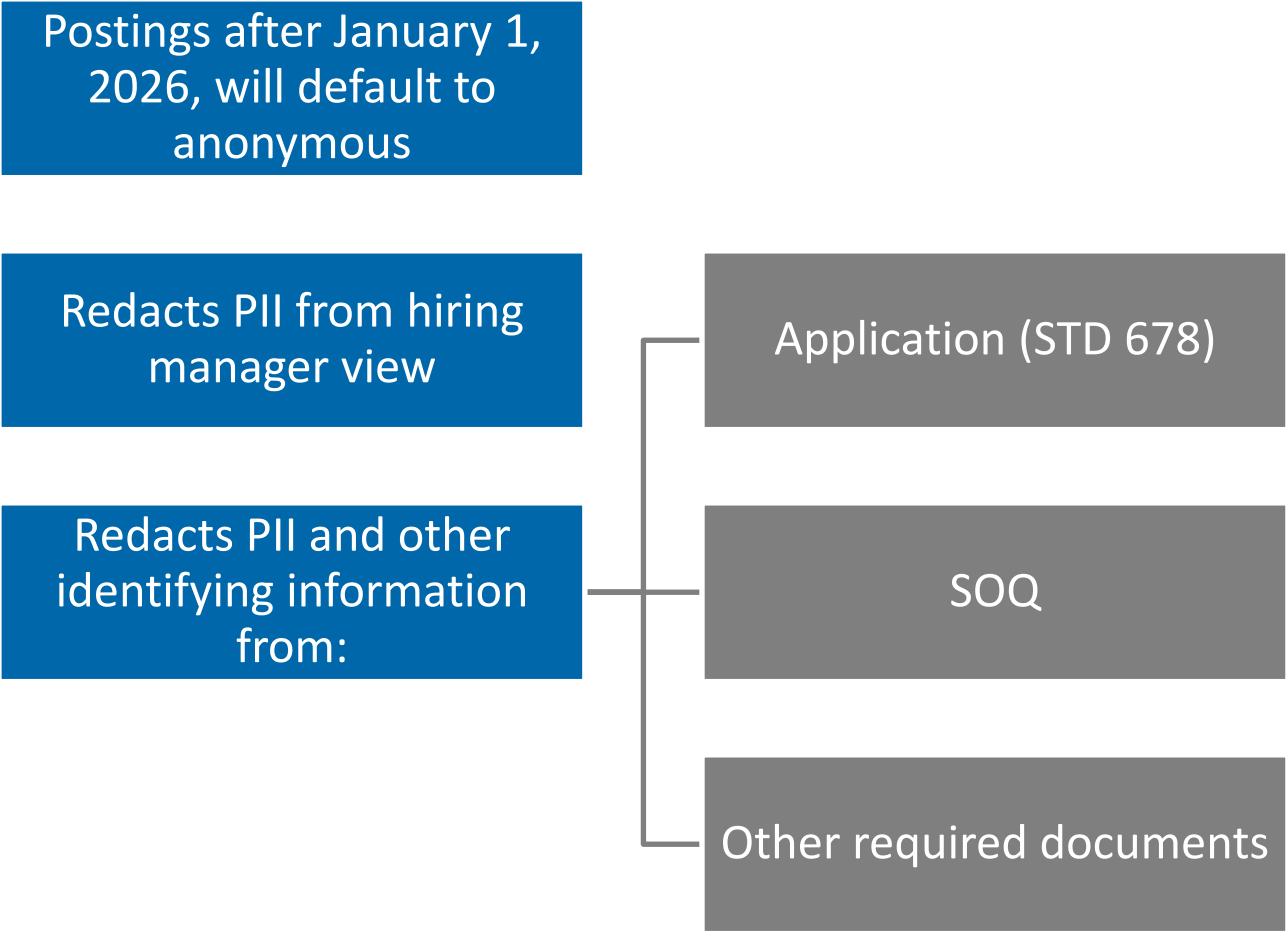 Postings after January 1,
2026, will default to
anonymous
Redacts PII from hiring
manager view
Redacts PII and other
identifying information
from:
Application (STD 678)
SOQ
Other required documents